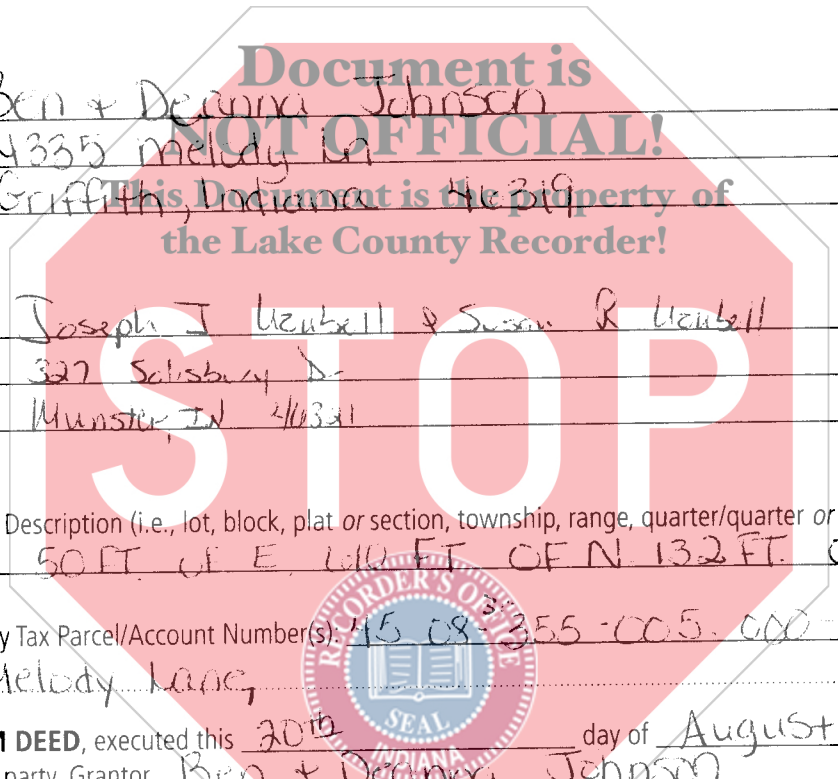 Document is
NOT OFFICIAL!
This Document is the property of
the Lake County Recorder!
STOP
Ben + Deanna Johnson
4335 melody Ln
Griffith, Indiana 46319
Joseph J & Susan R
327 Salisbury Dr
Munster, IN 46321
Description (i.e., lot, block, plat or section, township, range, quarter/quarter or
50 FT. OF E. FT. OF N. 132 FT.
y Tax Parcel/Account Number(s): 45 08 355-005.000-
Melody Lane,
RECORDER'S OFFICE
SEAL
INDIANA
DEED, executed this 20th day of August
party, Grantor, Ben + Deanna Johnson